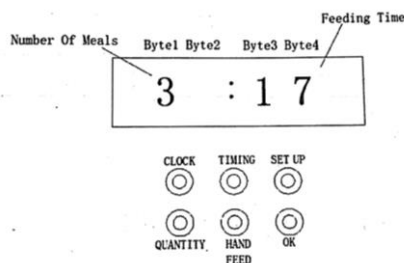 Feeding Time
Number Of Meals
Byte1 Byte2 Byte3 Byte4
3 : 1 7
CLOCK TIMING SET UP
QUANTITY HAND FEED OK